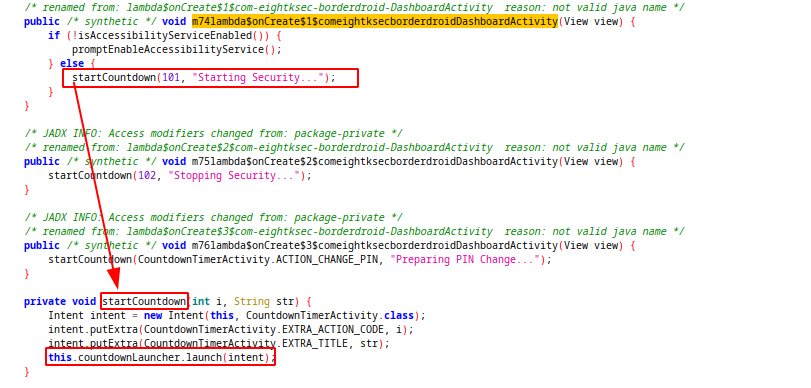 /* renamed from: lambda$onCreate$1$com-eightksec-borderdroid-DashboardActivity  reason: not valid java name */
public /* synthetic */ void m741lambda$onCreate$1$comeightksecborderdroidDashboardActivity(View view) {
    if (!isAccessibilityServiceEnabled()) {
        promptEnableAccessibilityService();
    } else {
        startCountdown(101, "Starting Security...");
    }
}
/* JADX INFO: Access modifiers changed from: package-private */
/* renamed from: lambda$onCreate$2$com-eightksec-borderdroid-DashboardActivity  reason: not valid java name */
public /* synthetic */ void m751lambda$onCreate$2$comeightksecborderdroidDashboardActivity(View view) {
    startCountdown(102, "Stopping Security...");
}
/* JADX INFO: Access modifiers changed from: package-private */
/* renamed from: lambda$onCreate$3$com-eightksec-borderdroid-DashboardActivity  reason: not valid java name */
public /* synthetic */ void m761lambda$onCreate$3$comeightksecborderdroidDashboardActivity(View view) {
    startCountdown(CountdownTimerActivity.ACTION_CHANGE_PIN, "Preparing PIN Change...");
}
private void startCountdown(int i, String str) {
    Intent intent = new Intent(this, CountdownTimerActivity.class);
    intent.putExtra(CountdownTimerActivity.EXTRA_ACTION_CODE, i);
    intent.putExtra(CountdownTimerActivity.EXTRA_TITLE, str);
    this.countdownLauncher.launch(intent);
}